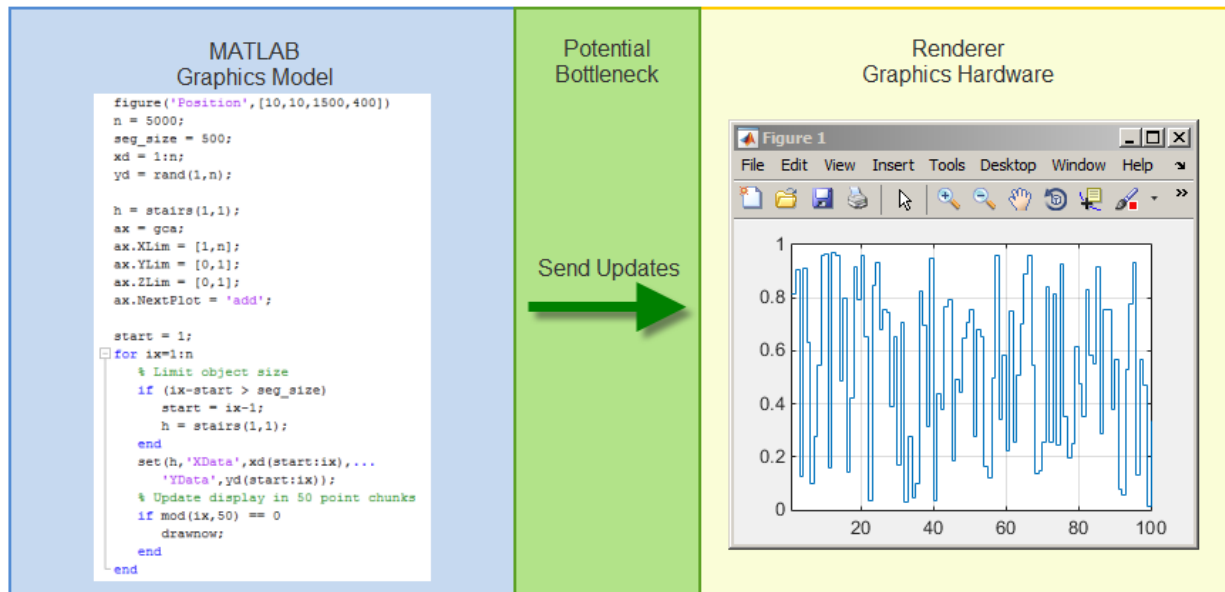 MATLAB
Graphics Model
figure('Position',[10,10,1500,400])
n = 5000;
seg_size = 500;
xd = 1:n;
yd = rand(1,n);
h = stairs(1,1);
ax = gca;
ax.XLim = [1,n];
ax.YLim = [0,1];
ax.ZLim = [0,1];
ax.NextPlot = 'add';
start = 1;
for ix=1:n
% Limit object size
if (ix-start > seg_size)
start = ix-1;
h = stairs(1,1);
end
set(h,'XData',xd(start:ix),...
'YData',yd(start:ix));
% Update display in 50 point chunks
if mod(ix,50) == 0
drawnow;
end
end
Potential
Bottleneck
Send Updates
Renderer
Graphics Hardware
Figure 1
File Edit View Insert Tools Desktop Window Help
1
0.8
0.6
0.4
0.2
0
20 40 60 80 100